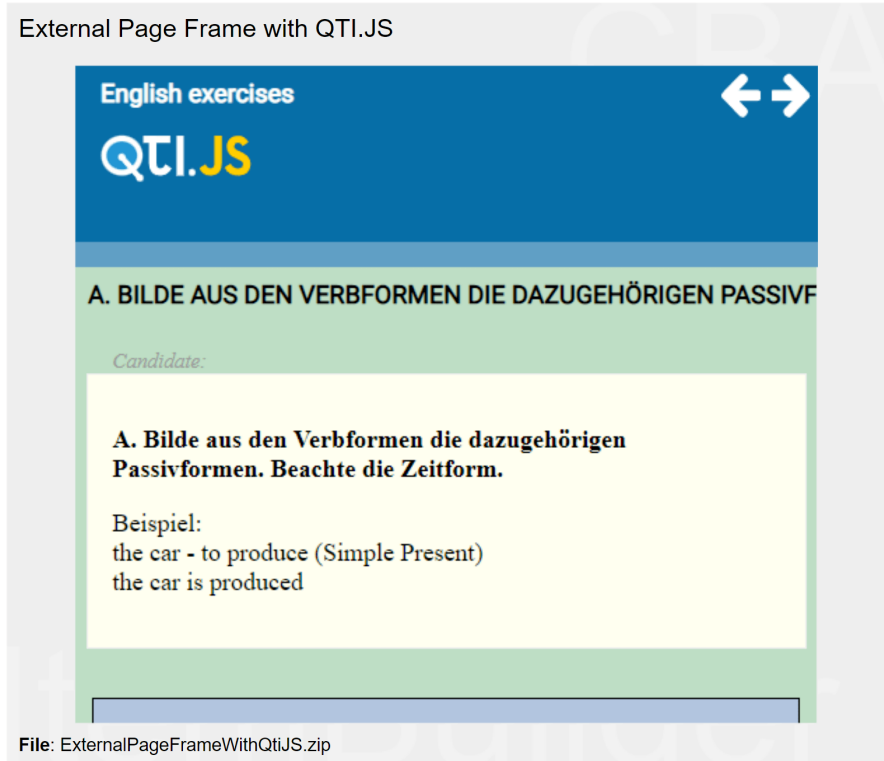 External Page Frame with QTI.JS
English exercises
QTI.JS
A. BILDE AUS DEN VERBFORMEN DIE DAZUGEHÖRIGEN PASSIVF
Candidate:
A. Bilde aus den Verbformen die dazugehörigen
Passivformen. Beachte die Zeitform.
Beispiel:
the car - to produce (Simple Present)
the car is produced
File: ExternalPageFrameWithQtiJS.zip